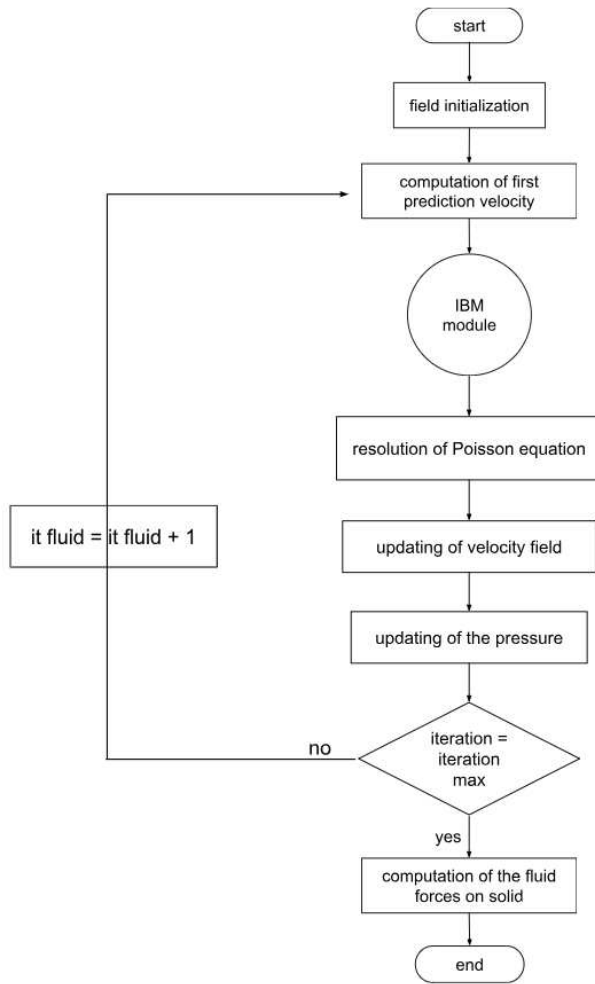 start
field initialization
computation of first
prediction velocity
IBM
module
resolution of Poisson equation
it fluid = it fluid + 1
updating of velocity field
updating of the pressure
iteration =
iteration
max
no
yes
computation of the fluid
forces on solid
end